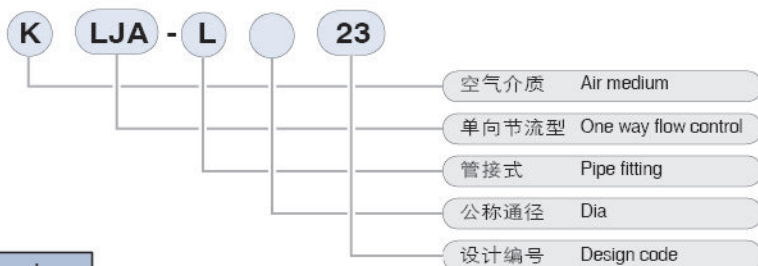 K LJA - L 23
空气介质 Air medium
单向节流型 One way flow control
管接式 Pipe fitting
公称通径 Dia
设计编号 Design code